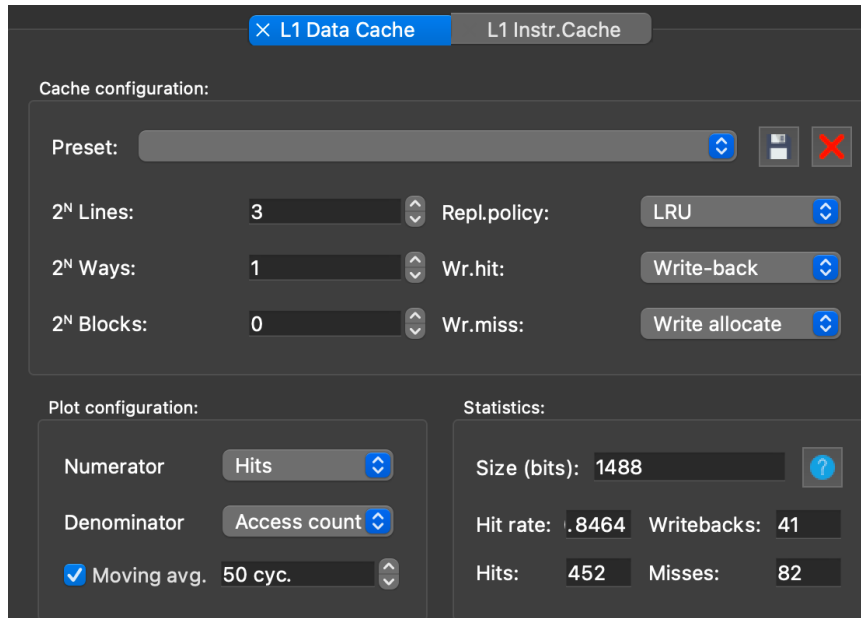 × L1 Data Cache L1 Instr.Cache
Cache configuration:
Preset:
2ᴺ Lines: 3 Repl.policy: LRU
2ᴺ Ways: 1 Wr.hit: Write-back
2ᴺ Blocks: 0 Wr.miss: Write allocate
Plot configuration: Statistics:
Numerator Hits Size (bits): 1488 ?
Denominator Access count Hit rate: .8464 Writebacks: 41
Moving avg. 50 cyc. Hits: 452 Misses: 82